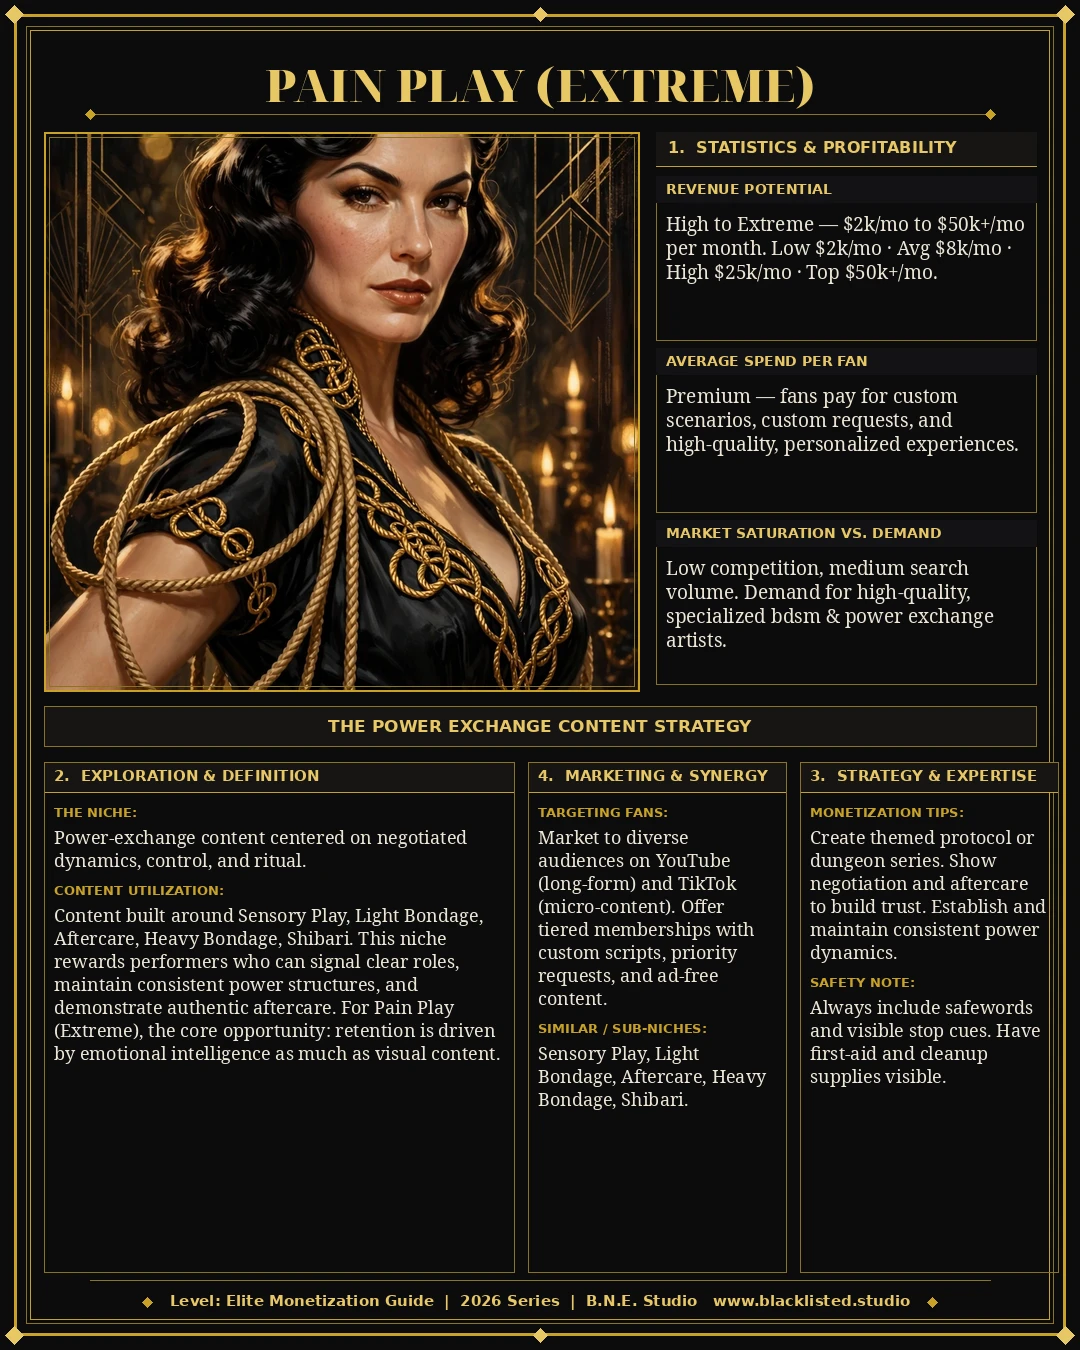 PAIN PLAY (EXTREME)
1. STATISTICS & PROFITABILITY
REVENUE POTENTIAL
High to Extreme — $2k/mo to $50k+/mo
per month. Low $2k/mo · Avg $8k/mo ·
High $25k/mo · Top $50k+/mo.
AVERAGE SPEND PER FAN
Premium — fans pay for custom
scenarios, custom requests, and
high-quality, personalized experiences.
MARKET SATURATION VS. DEMAND
Low competition, medium search
volume. Demand for high-quality,
specialized bdsm & power exchange
artists.
THE POWER EXCHANGE CONTENT STRATEGY
2. EXPLORATION & DEFINITION
THE NICHE:
Power-exchange content centered on negotiated
dynamics, control, and ritual.
CONTENT UTILIZATION:
Content built around Sensory Play, Light Bondage,
Aftercare, Heavy Bondage, Shibari. This niche
rewards performers who can signal clear roles,
maintain consistent power structures, and
demonstrate authentic aftercare. For Pain Play
(Extreme), the core opportunity: retention is driven
by emotional intelligence as much as visual content.
4. MARKETING & SYNERGY
TARGETING FANS:
Market to diverse
audiences on YouTube
(long-form) and TikTok
(micro-content). Offer
tiered memberships with
custom scripts, priority
requests, and ad-free
content.
SIMILAR / SUB-NICHES:
Sensory Play, Light
Bondage, Aftercare, Heavy
Bondage, Shibari.
3. STRATEGY & EXPERTISE
MONETIZATION TIPS:
Create themed protocol or
dungeon series. Show
negotiation and aftercare
to build trust. Establish and
maintain consistent power
dynamics.
SAFETY NOTE:
Always include safewords
and visible stop cues. Have
first-aid and cleanup
supplies visible.
Level: Elite Monetization Guide | 2026 Series | B.N.E. Studio www.blacklisted.studio